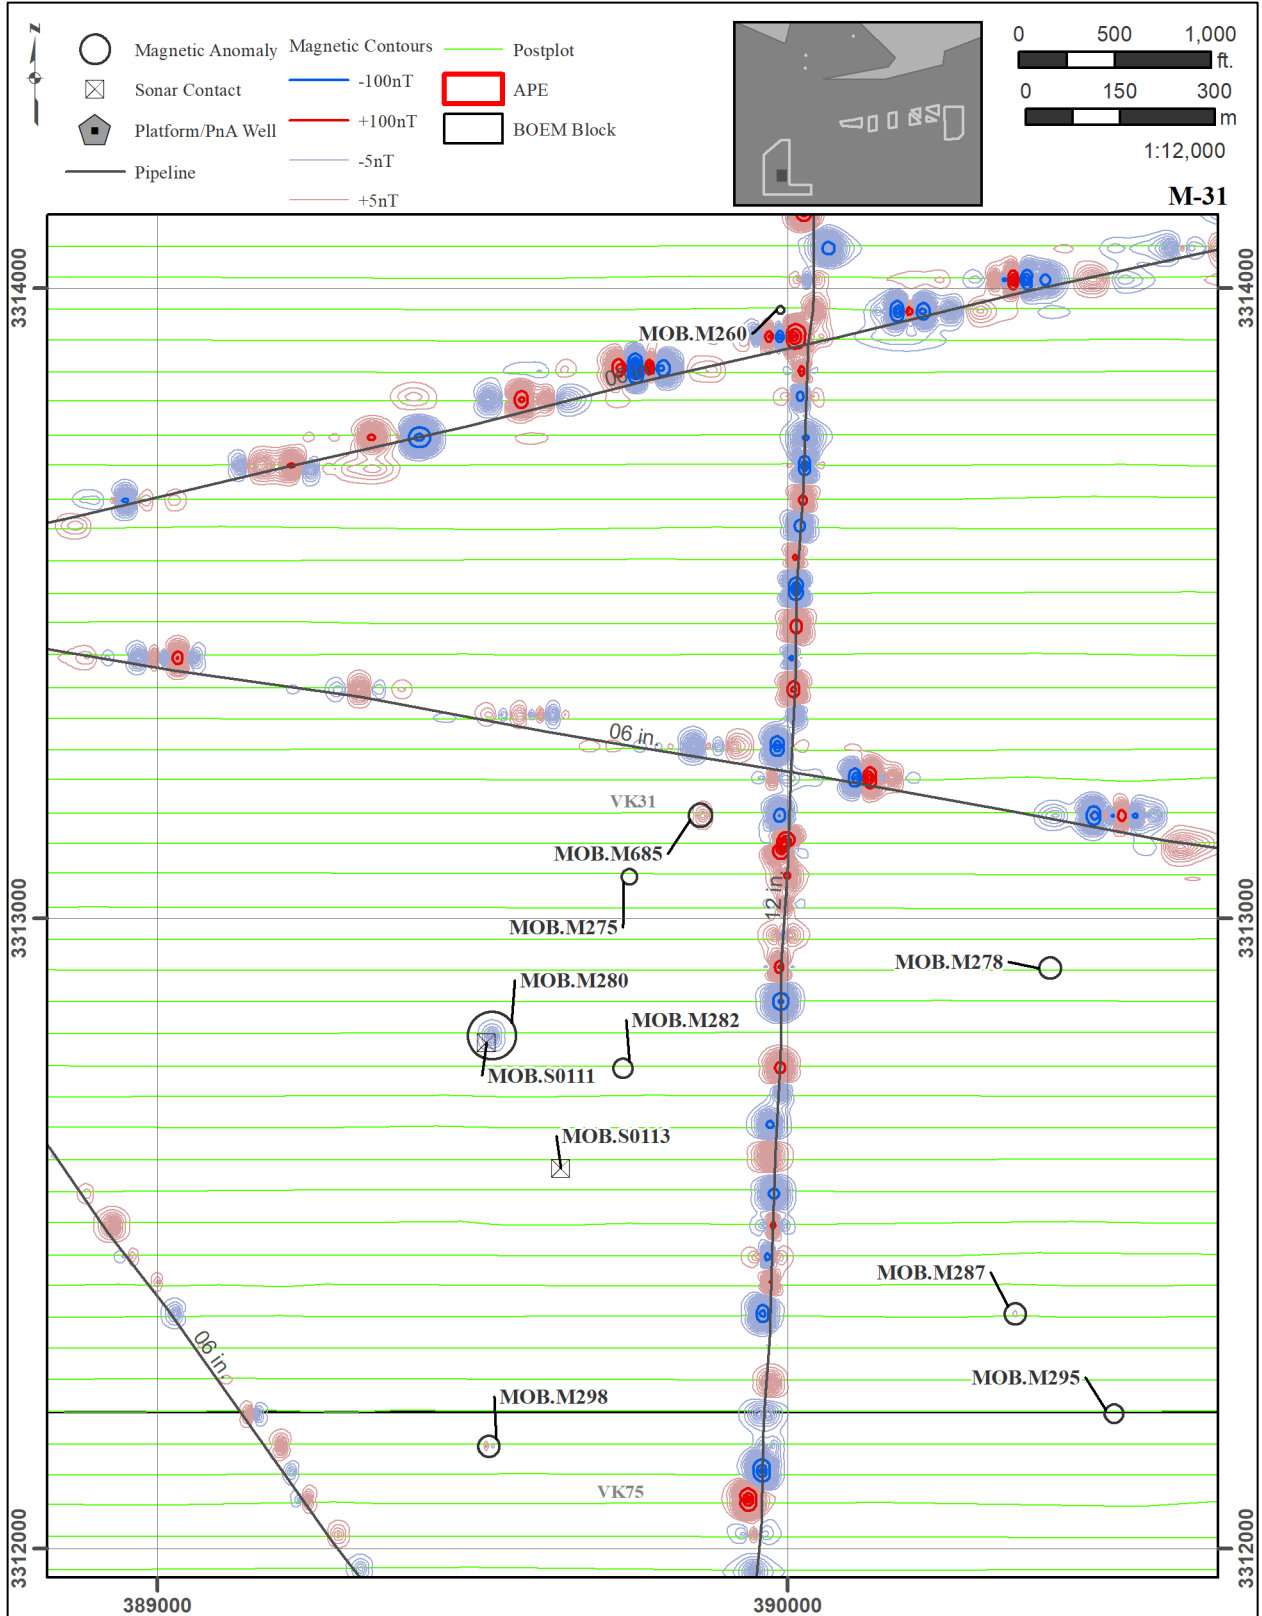 N
Magnetic Anomaly
Sonar Contact
Platform/PnA Well
Pipeline
Magnetic Contours
-100nT
+100nT
-5nT
+5nT
Postplot
APE
BOEM Block
0 500 1,000
ft.
0 150 300
m
1:12,000
M-31
3314000
3314000
MOB.M260
08 in.
06 in.
VK31
MOB.M685
MOB.M275
12 in.
3313000
3313000
MOB.M278
MOB.M280
MOB.M282
MOB.S0111
MOB.S0113
MOB.M287
06 in.
MOB.M295
MOB.M298
VK75
3312000
3312000
389000
390000